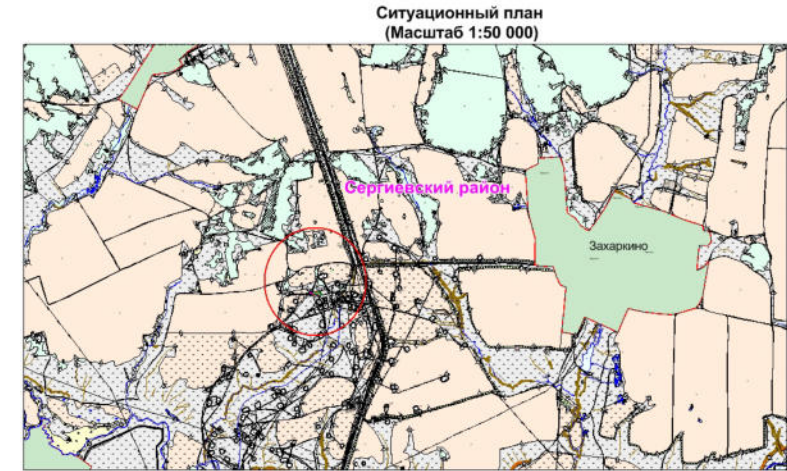 Ситуационный план
(Масштаб 1:50 000)
Сергиевский район
Захаркино